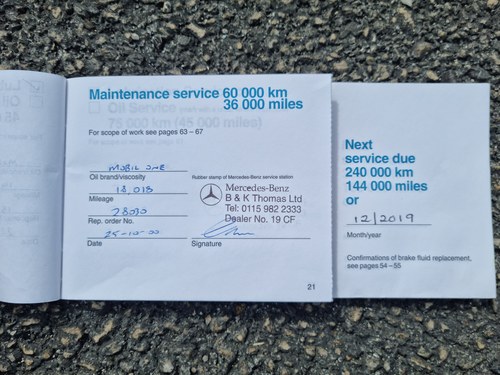 Maintenance service 60 000 km
36 000 miles
Oil Service
75 000 km (45 000 miles)
For scope of work see pages 63 – 67
MOBIL ONE
Oil brand/viscosity
Rubber stamp of Mercedes-Benz service station
18,018
Mileage
Mercedes-Benz
B & K Thomas Ltd
Tel: 0115 982 2333
Dealer No. 19 CF
28030
Rep. order No.
25-10-00
Date
Signature
21
Next
service due
240 000 km
144 000 miles
or
12/2019
Month/year
Confirmations of brake fluid replacement,
see pages 54 – 55